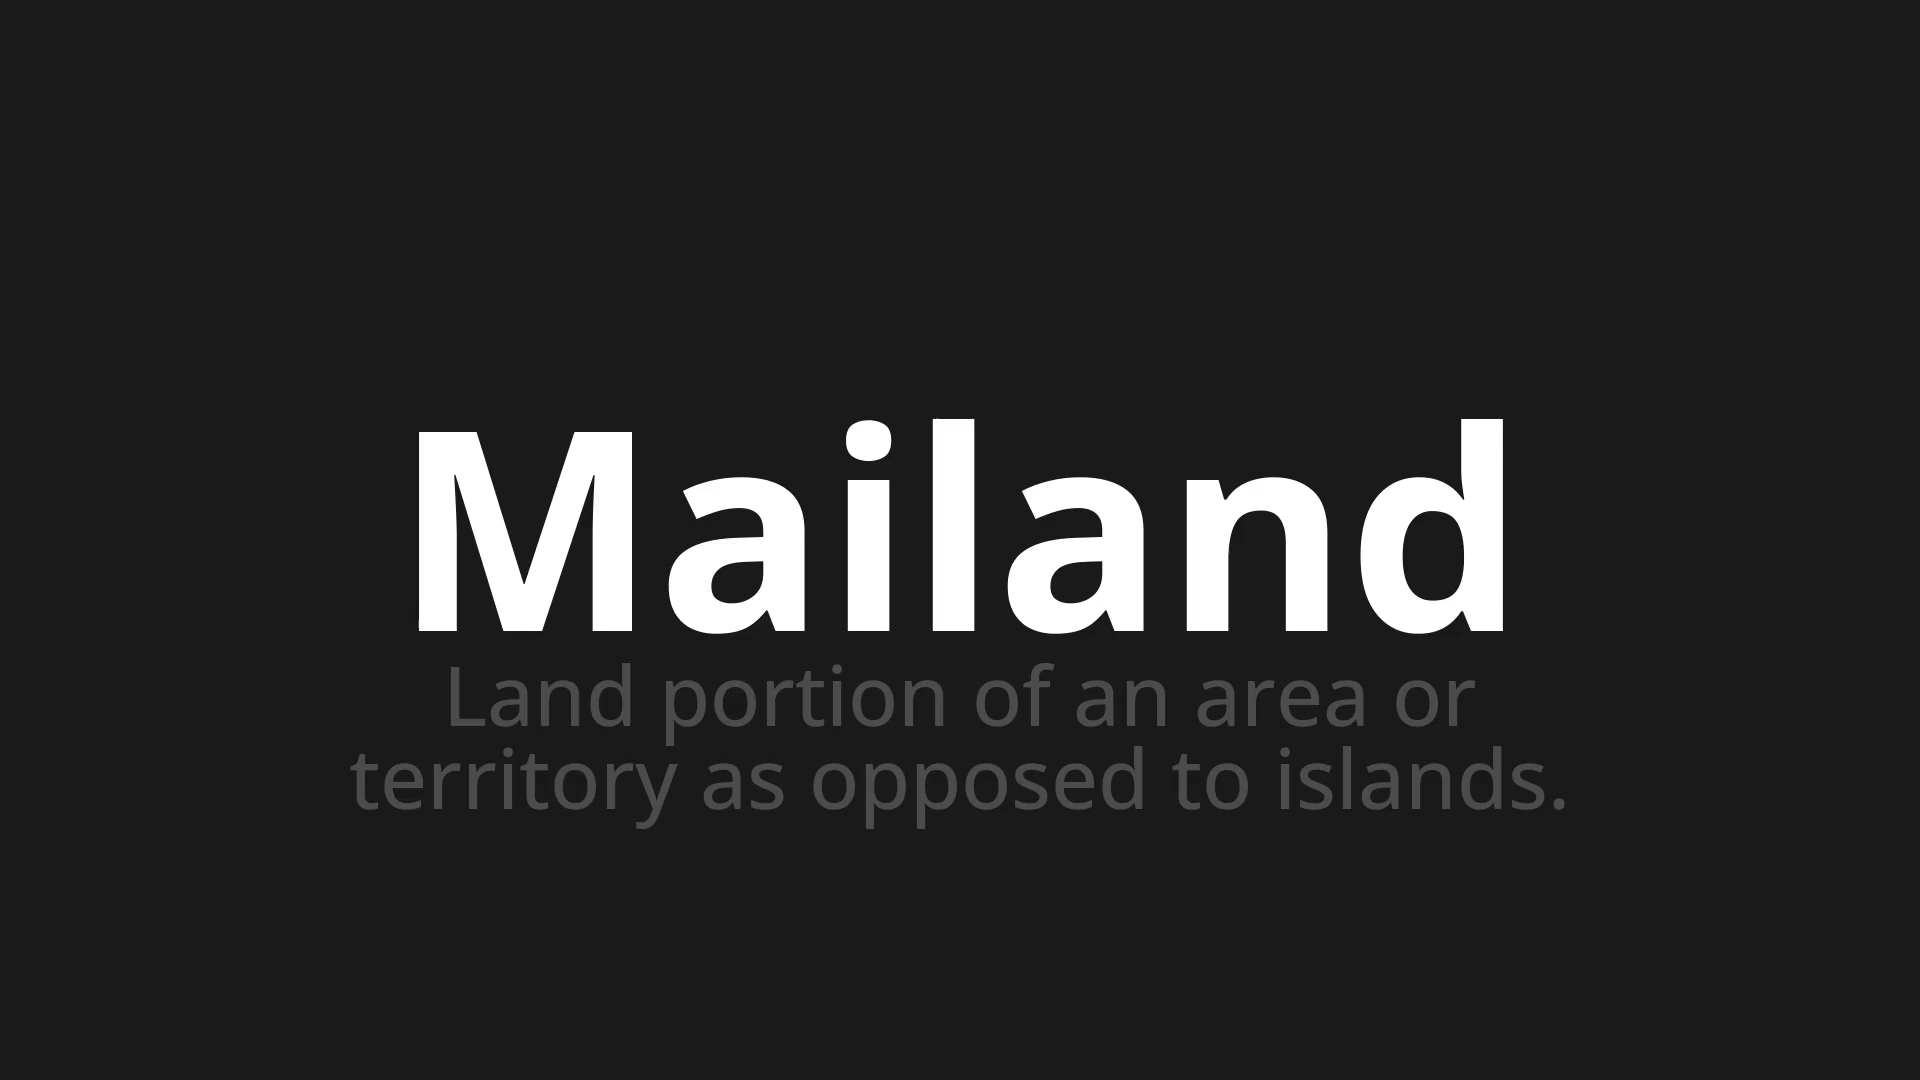 Mailand
Land portion of an area or
territory as opposed to islands.